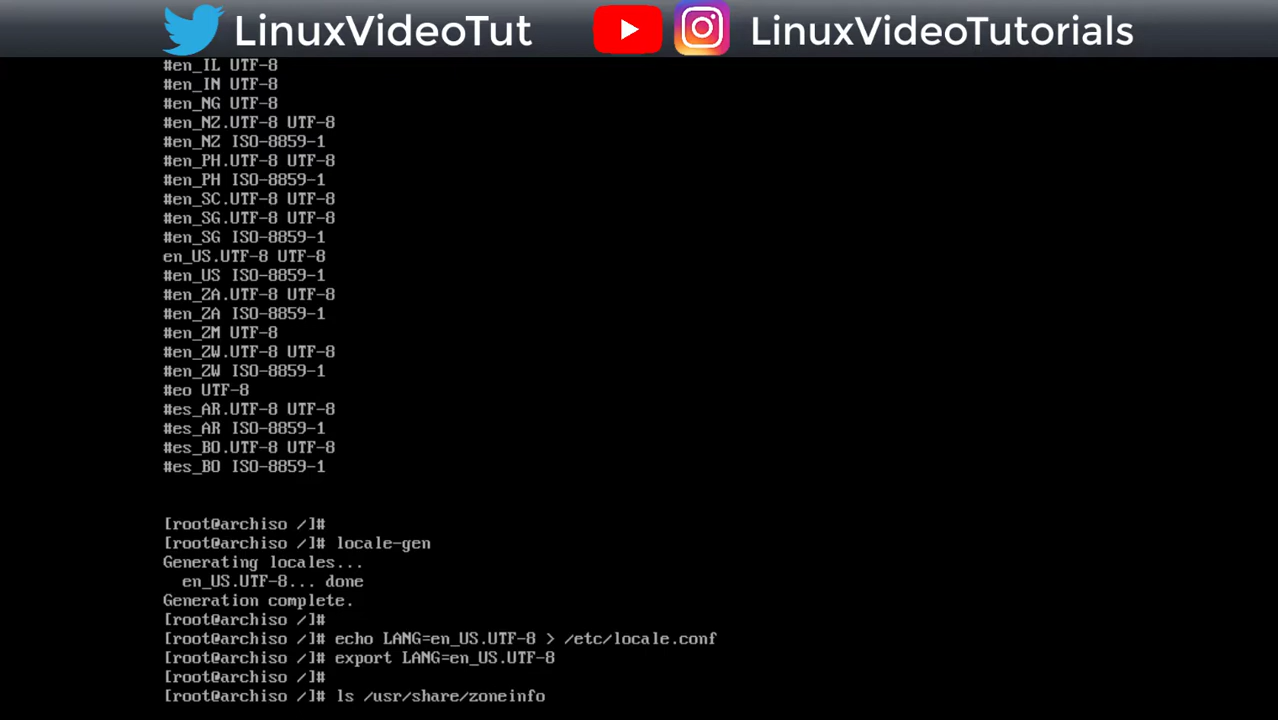 LinuxVideoTut
LinuxVideoTutorials
#en_IL UTF-8
#en_IN UTF-8
#en_NG UTF-8
#en_NZ.UTF-8 UTF-8
#en_NZ ISO-8859-1
#en_PH.UTF-8 UTF-8
#en_PH ISO-8859-1
#en_SC.UTF-8 UTF-8
#en_SG.UTF-8 UTF-8
#en_SG ISO-8859-1
en_US.UTF-8 UTF-8
#en_US ISO-8859-1
#en_ZA.UTF-8 UTF-8
#en_ZA ISO-8859-1
#en_ZM UTF-8
#en_ZW.UTF-8 UTF-8
#en_ZW ISO-8859-1
#eo UTF-8
#es_AR.UTF-8 UTF-8
#es_AR ISO-8859-1
#es_BO.UTF-8 UTF-8
#es_BO ISO-8859-1
[root@archiso /]#
[root@archiso /]# locale-gen
Generating locales...
en_US.UTF-8... done
Generation complete.
[root@archiso /]#
[root@archiso /]# echo LANG=en_US.UTF-8 > /etc/locale.conf
[root@archiso /]# export LANG=en_US.UTF-8
[root@archiso /]#
[root@archiso /]# ls /usr/share/zoneinfo